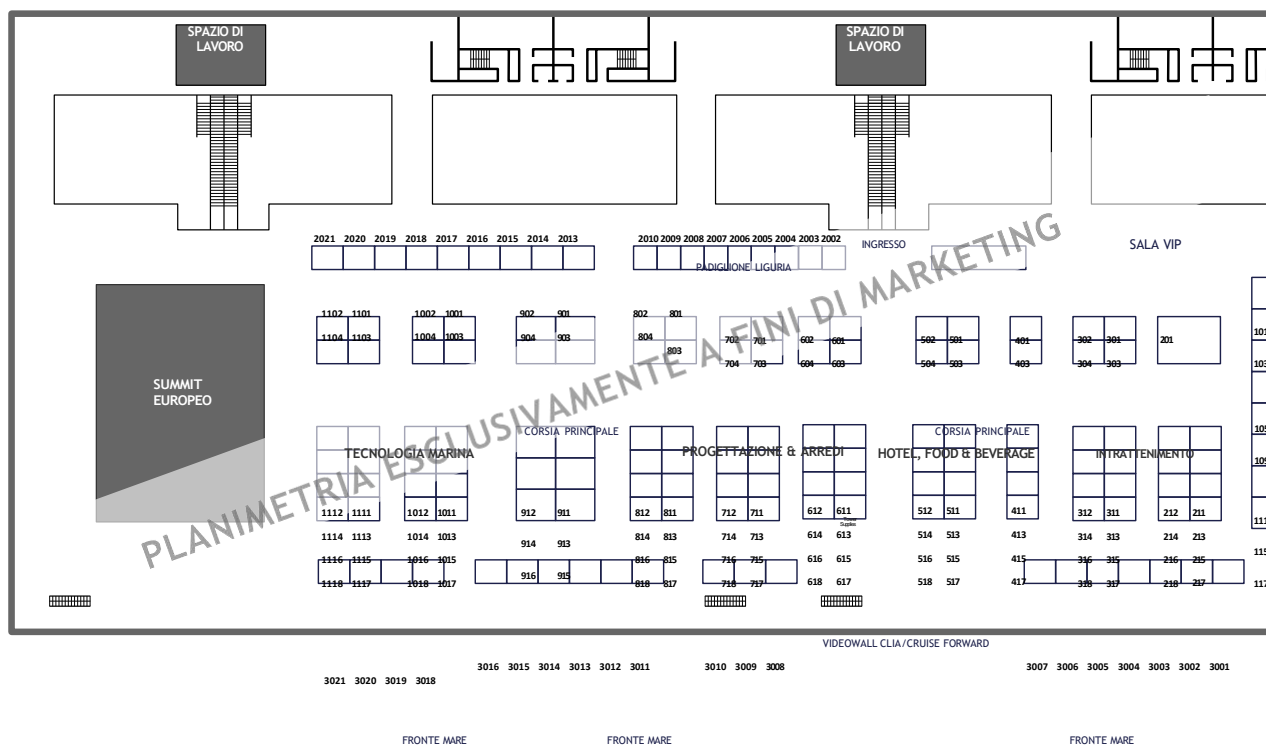 SPAZIO DI
LAVORO
SPAZIO DI
LAVORO
2021 2020 2019 2018 2017 2016 2015 2014 2013
2010 2009 2008 2007 2006 2005 2004 2003 2002
INGRESSO
SALA VIP
PADIGLIONE LIGURIA
1102 1101 1002 1001 902 901 802 801
1104 1103 1004 1003 904 903 804 803
702 701 602 601 502 501 401 302 301 201
704 703 604 603 504 503 403 304 303
SUMMIT
EUROPEO
CORSIA PRINCIPALE
CORSIA PRINCIPALE
TECNOLOGIA MARINA
PROGETTAZIONE & ARREDI
HOTEL, FOOD & BEVERAGE
INTRATTENIMENTO
PLANIMETRIA ESCLUSIVAMENTE A FINI DI MARKETING
1112 1111 1012 1011 912 911 812 811 712 711 612 611 512 511 411 312 311 212 211
1114 1113 1014 1013 914 913 814 813 714 713 614 613 514 513 413 314 313 214 213
1116 1115 1016 1015 916 915 816 815 716 715 616 615 516 515 415 316 315 216 215
1118 1117 1018 1017 818 817 718 717 618 617 518 517 417 318 317 218 217
VIDEOWALL CLIA/CRUISE FORWARD
3016 3015 3014 3013 3012 3011 3010 3009 3008 3007 3006 3005 3004 3003 3002 3001
3021 3020 3019 3018
FRONTE MARE
FRONTE MARE
FRONTE MARE